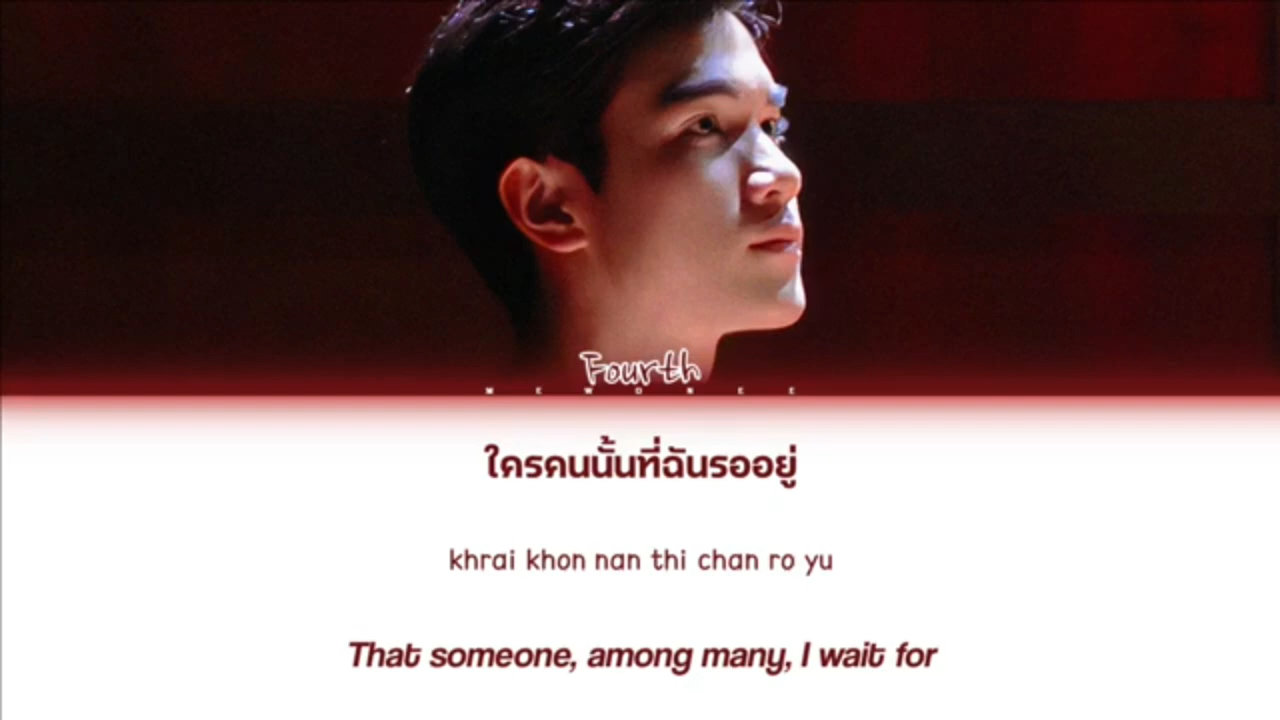 Fourth
NEWONEE
ใครคนนั้นที่ฉันรออยู่
khrai khon nan thi chan ro yu
That someone, among many, I wait for